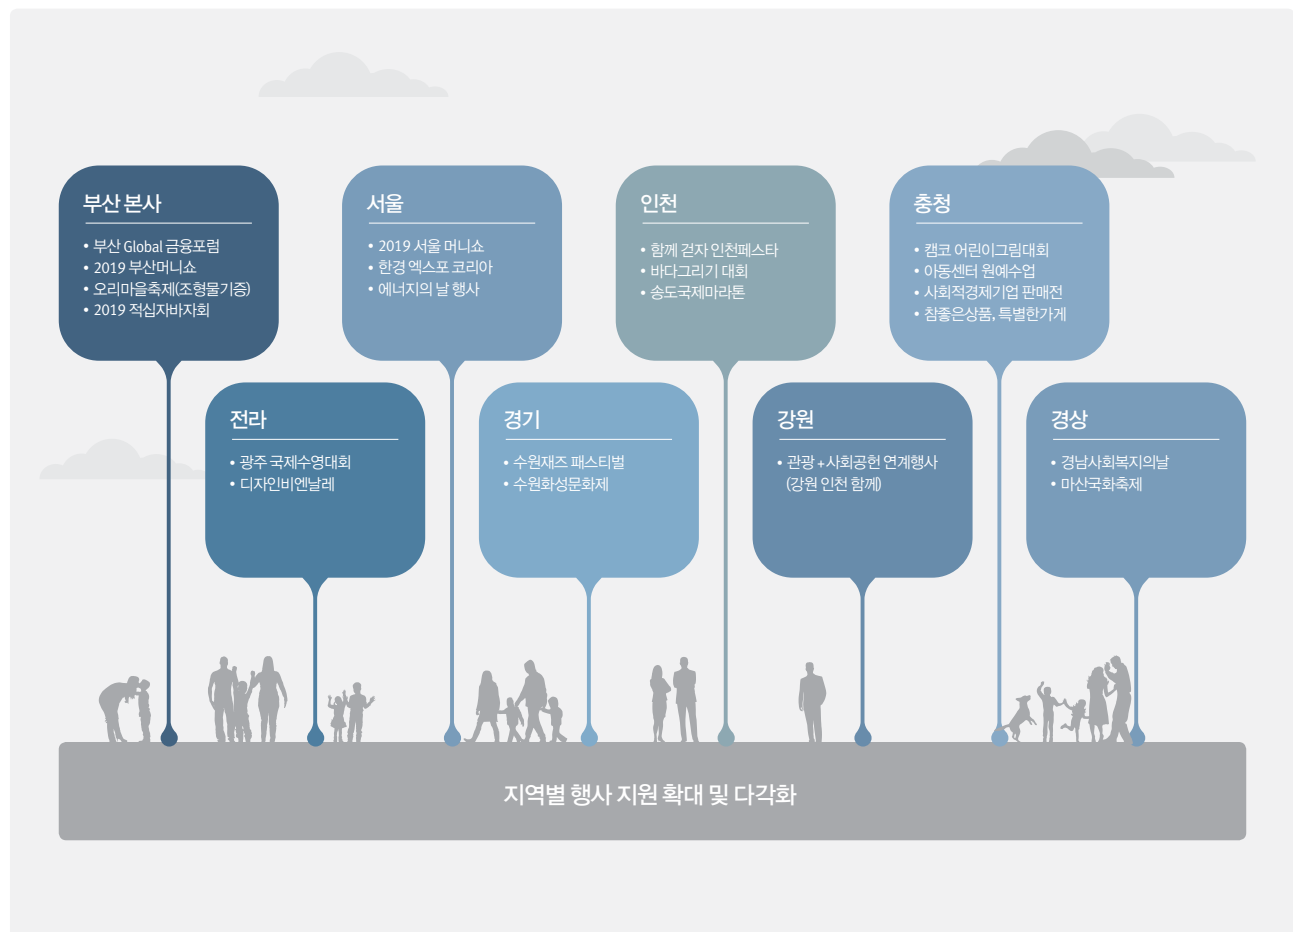 부산 본사
• 부산 Global 금융포럼
• 2019 부산머니쇼
• 오리마을축제(조형물기증)
• 2019 적십자바자회
서울
• 2019 서울 머니쇼
• 한경 엑스포 코리아
• 에너지의 날 행사
인천
• 함께 걷자 인천페스타
• 바다그리기 대회
• 송도국제마라톤
충청
• 캠코 어린이그림대회
• 아동센터 원예수업
• 사회적경제기업 판매전
• 참좋은상품, 특별한가게
전라
• 광주 국제수영대회
• 디자인비엔날레
경기
• 수원재즈 패스티벌
• 수원화성문화제
강원
• 관광 + 사회공헌 연계행사
(강원 인천 함께)
경상
• 경남사회복지의날
• 마산국화축제
지역별 행사 지원 확대 및 다각화